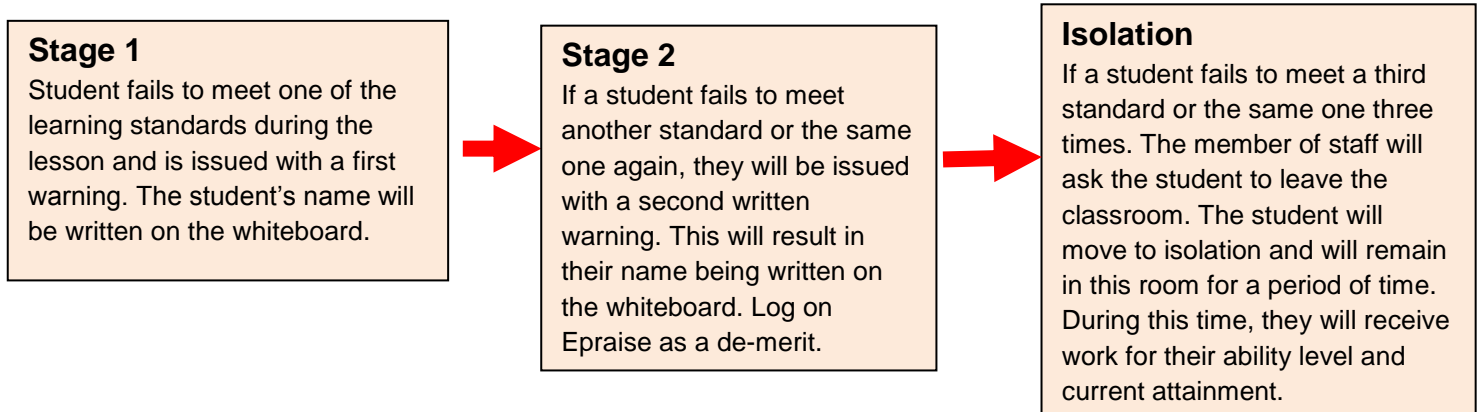 Stage 1
Student fails to meet one of the
learning standards during the
lesson and is issued with a first
warning. The student’s name will
be written on the whiteboard.
Stage 2
If a student fails to meet
another standard or the same
one again, they will be issued
with a second written
warning. This will result in
their name being written on
the whiteboard. Log on
Epraise as a de-merit.
Isolation
If a student fails to meet a third
standard or the same one three
times. The member of staff will
ask the student to leave the
classroom. The student will
move to isolation and will remain
in this room for a period of time.
During this time, they will receive
work for their ability level and
current attainment.